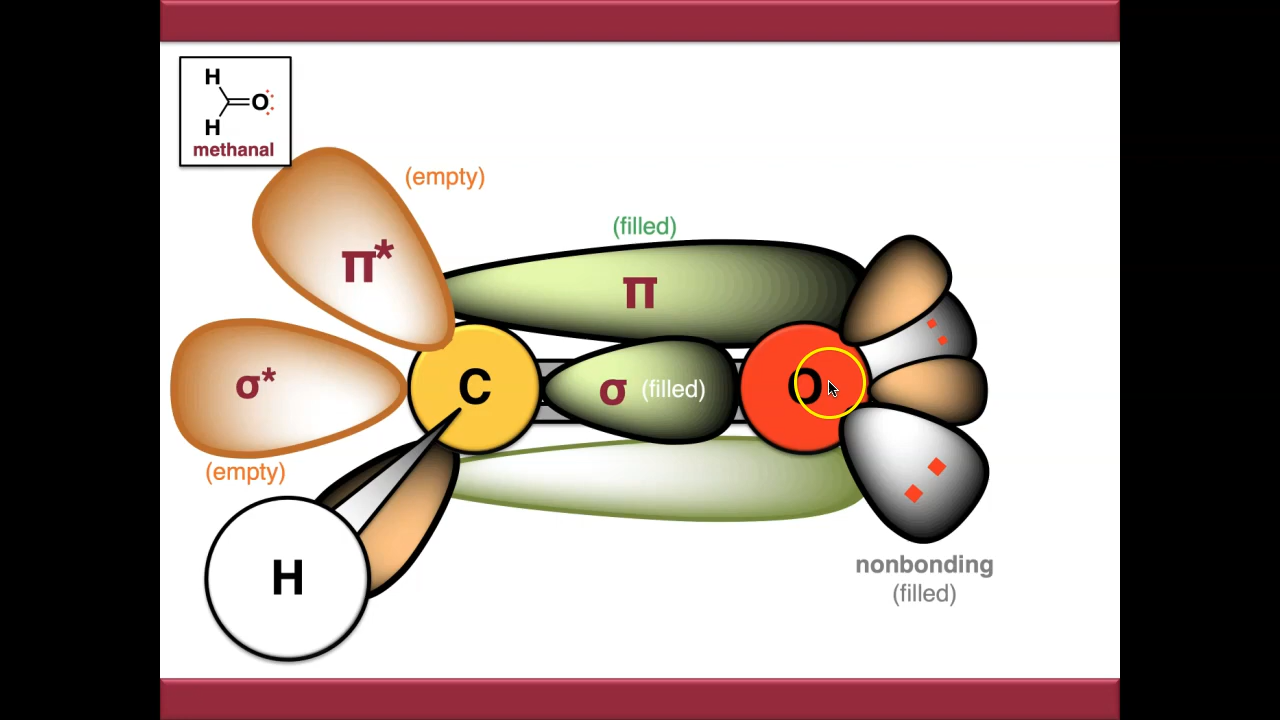 H
O
H
methanal
(empty)
(filled)
π*
π
σ*
C
σ (filled)
O
(empty)
H
nonbonding
(filled)